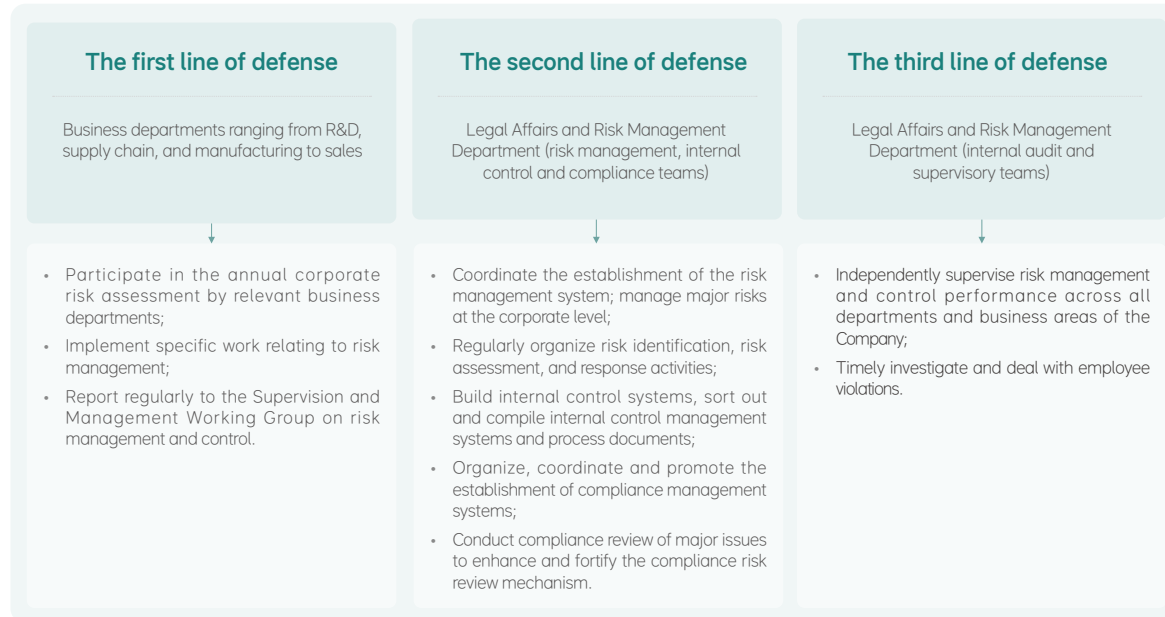 The first line of defense
Business departments ranging from R&D,
supply chain, and manufacturing to sales
• Participate in the annual corporate
risk assessment by relevant business
departments;
• Implement specific work relating to risk
management;
• Report regularly to the Supervision and
Management Working Group on risk
management and control.
The second line of defense
Legal Affairs and Risk Management
Department (risk management, internal
control and compliance teams)
• Coordinate the establishment of the risk
management system; manage major risks
at the corporate level;
• Regularly organize risk identification, risk
assessment, and response activities;
• Build internal control systems, sort out
and compile internal control management
systems and process documents;
• Organize, coordinate and promote the
establishment of compliance management
systems;
• Conduct compliance review of major issues
to enhance and fortify the compliance risk
review mechanism.
The third line of defense
Legal Affairs and Risk Management
Department (internal audit and
supervisory teams)
• Independently supervise risk management
and control performance across all
departments and business areas of the
Company;
• Timely investigate and deal with employee
violations.